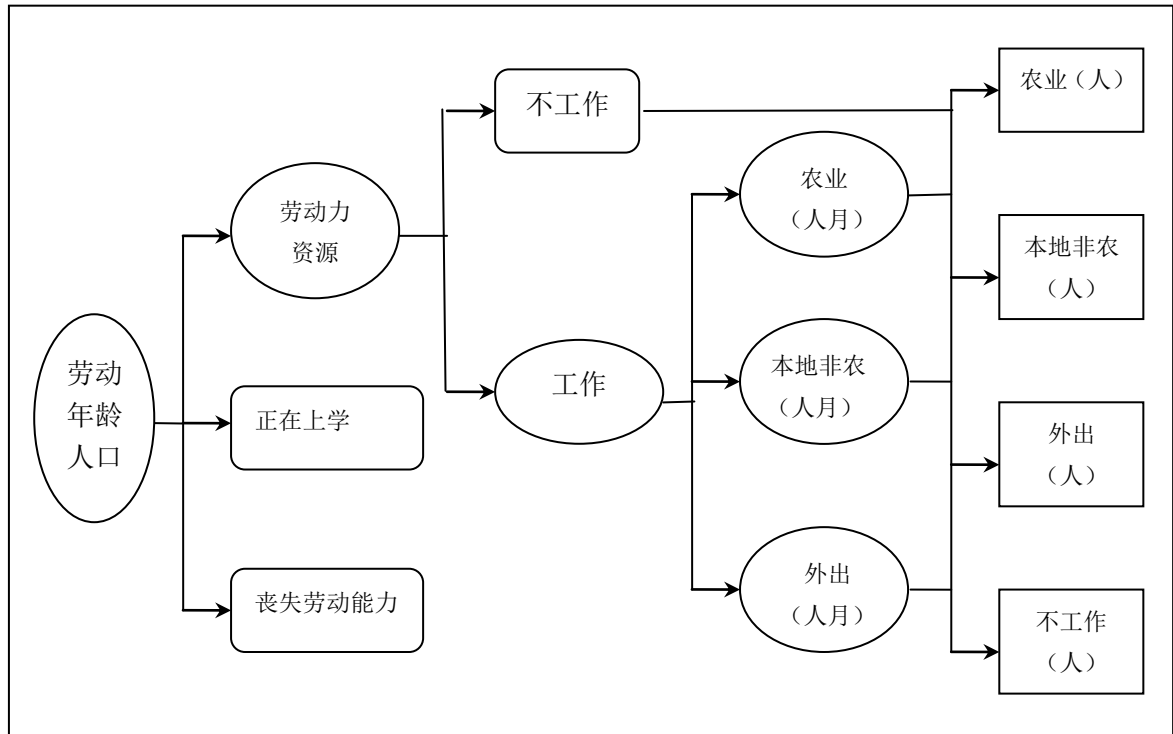 劳动
年龄
人口
劳动力
资源
正在上学
丧失劳动能力
不工作
工作
农业
（人月）
本地非农
（人月）
外出
（人月）
农业（人）
本地非农
（人）
外出
（人）
不工作
（人）